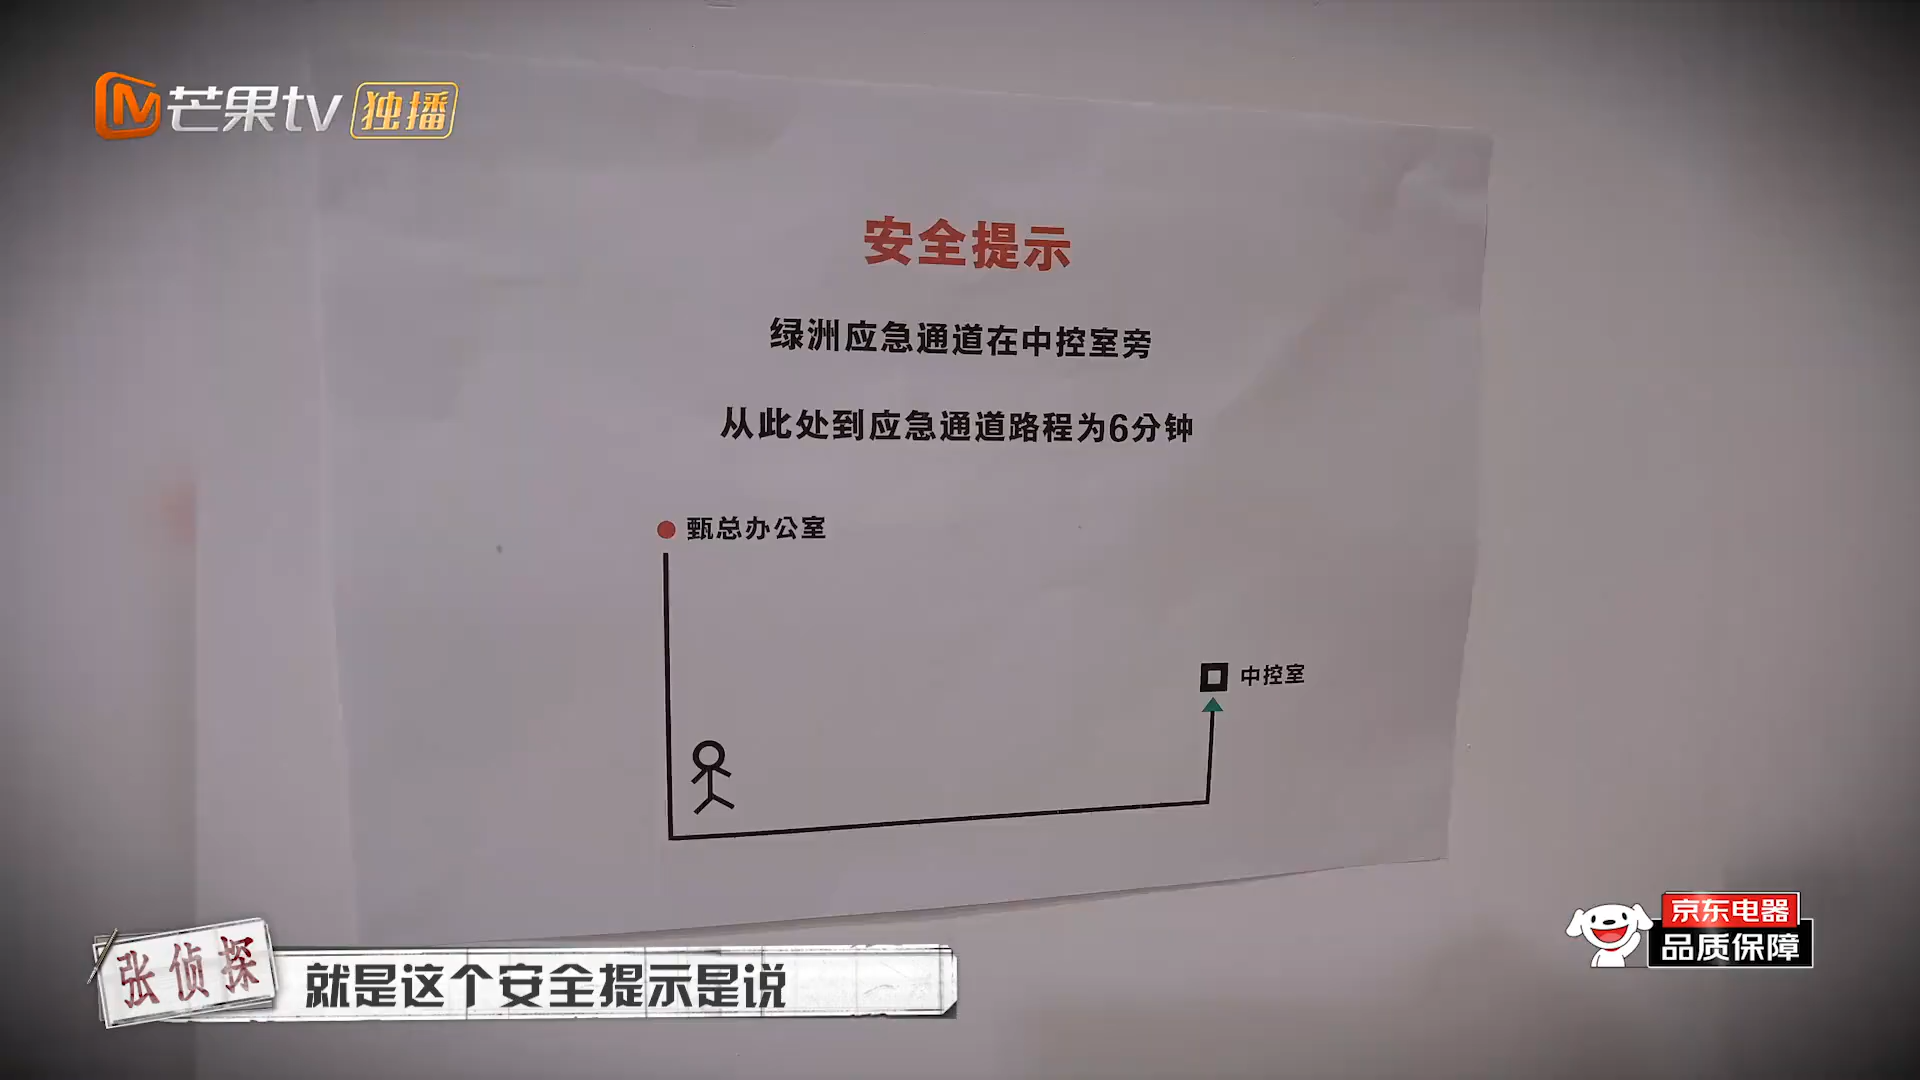 芒果tv 独播
安全提示
绿洲应急通道在中控室旁
从此处到应急通道路程为6分钟
甄总办公室
中控室
张侦探
就是这个安全提示是说
京东电器
品质保障